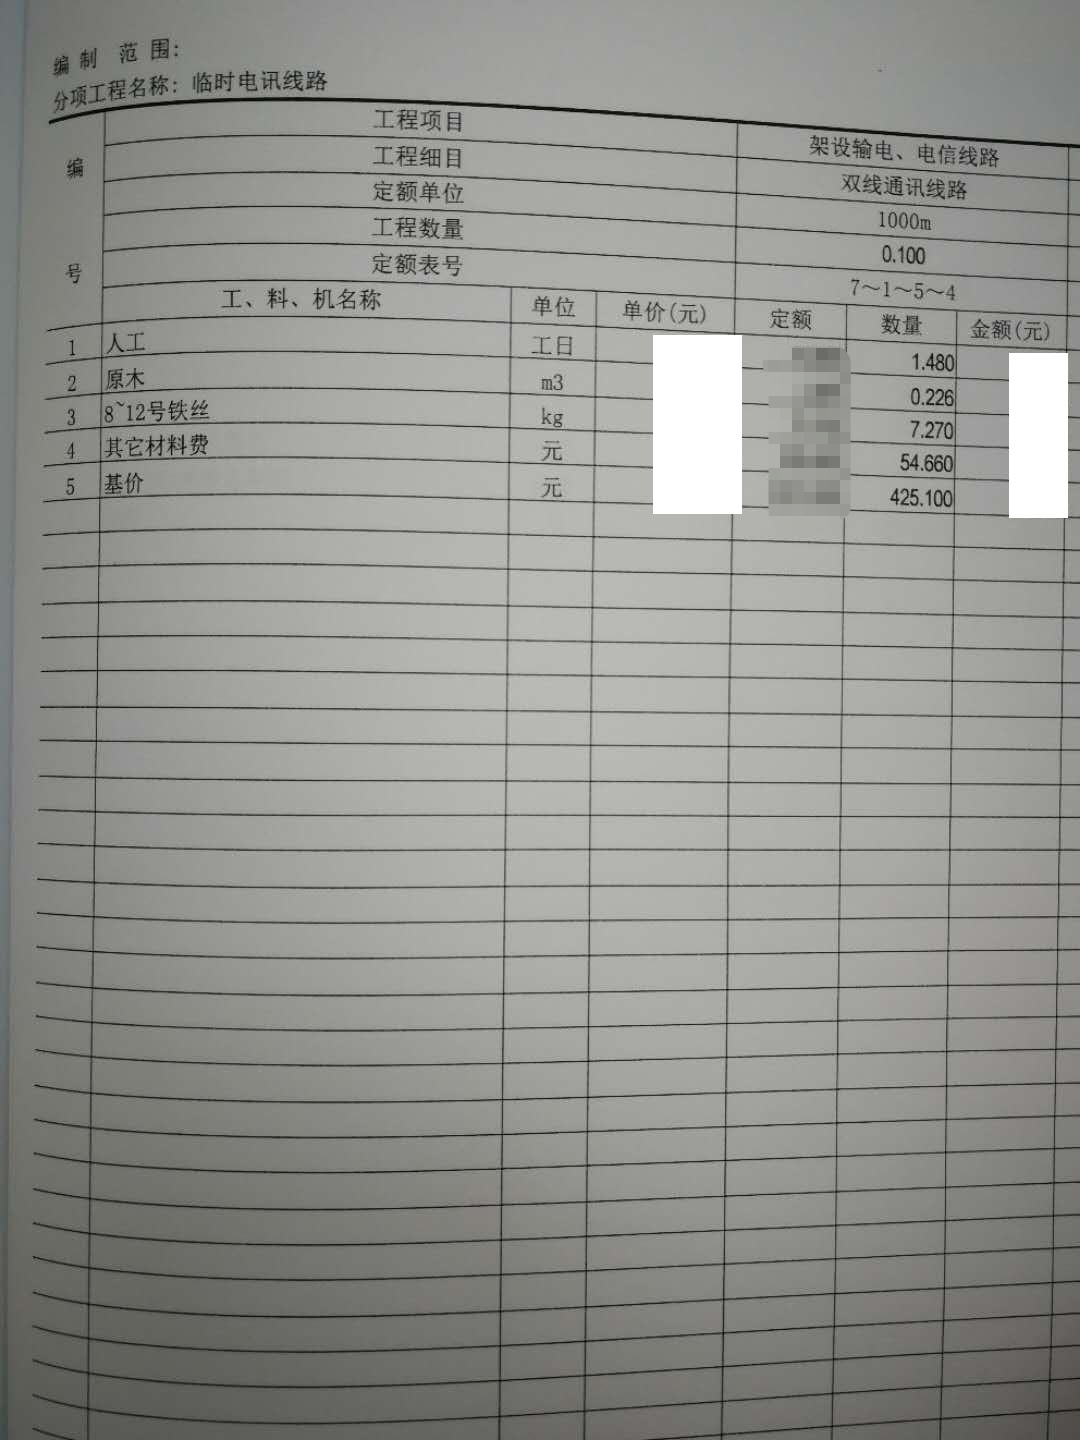 编 制 范 围:
分项工程名称: 临时电讯线路
编 号
工程项目 架设输电、电信线路
工程细目 双线通讯线路
定额单位 1000m
工程数量 0.100
定额表号 7～1～5～4
工、料、机名称 单位 单价(元) 定额 数量 金额(元)
1 人工 工日 1.480
2 原木 m3 0.226
3 8~12号铁丝 kg 7.270
4 其它材料费 元 54.660
5 基价 元 425.100